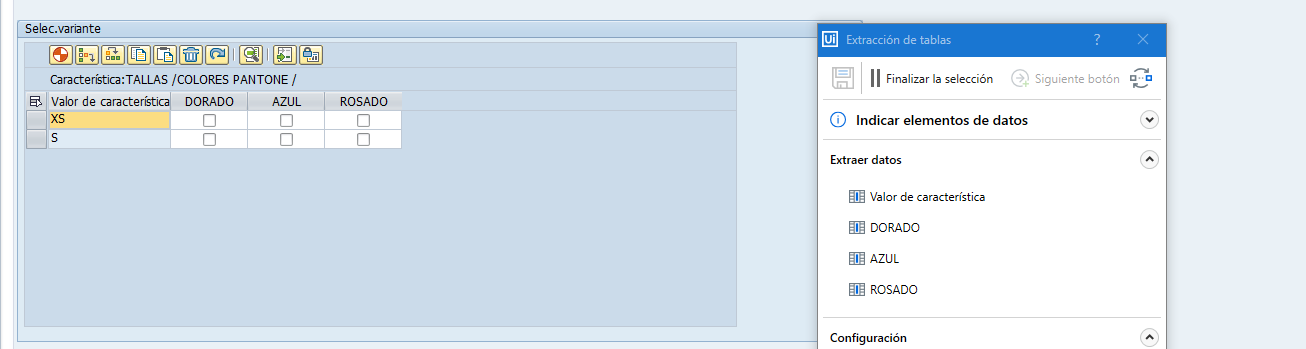 Selec.variante
Característica:TALLAS /COLORES PANTONE /
Valor de característica DORADO AZUL ROSADO
XS
S
Ui Extracción de tablas ?
Finalizar la selección Siguiente botón
Indicar elementos de datos
Extraer datos
Valor de característica
DORADO
AZUL
ROSADO
Configuración